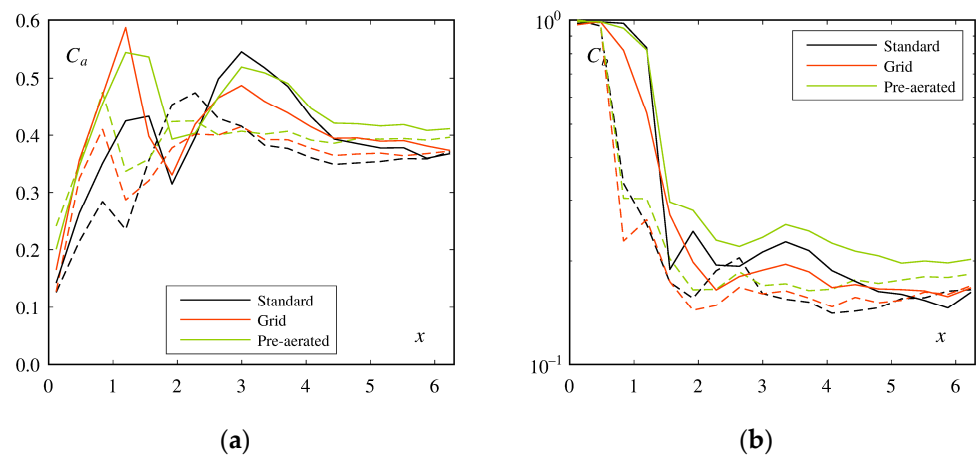 0.6
0.5
0.4
0.3
0.2
0.1
0.0
C_a
Standard
Grid
Pre-aerated
x
0 1 2 3 4 5 6
(a)
10^0
10^-1
C
Standard
Grid
Pre-aerated
x
0 1 2 3 4 5 6
(b)